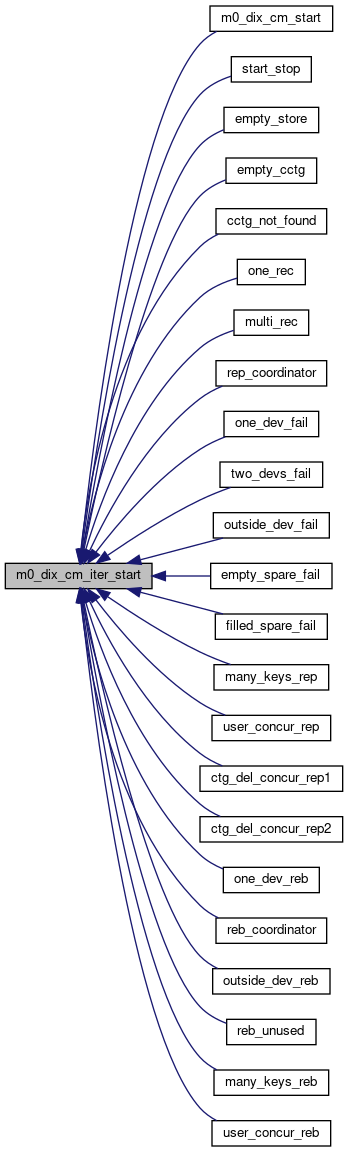 m0_dix_cm_start
start_stop
empty_store
empty_cctg
cctg_not_found
one_rec
multi_rec
rep_coordinator
one_dev_fail
two_devs_fail
outside_dev_fail
m0_dix_cm_iter_start
empty_spare_fail
filled_spare_fail
many_keys_rep
user_concur_rep
ctg_del_concur_rep1
ctg_del_concur_rep2
one_dev_reb
reb_coordinator
outside_dev_reb
reb_unused
many_keys_reb
user_concur_reb